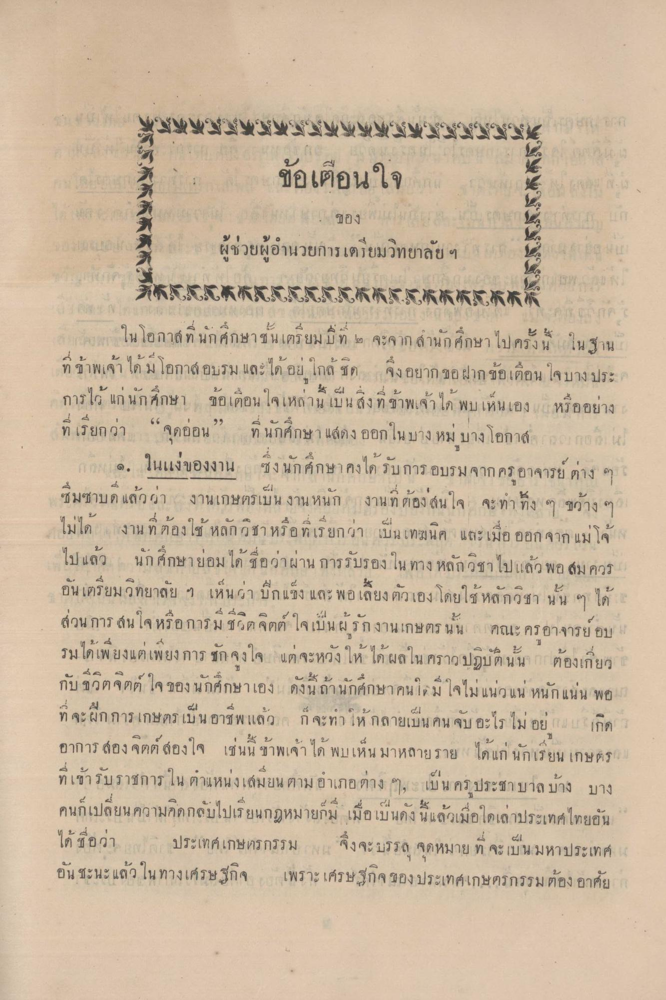 ข้อเตือนใจ
ของ
ผู้ช่วยผู้อำนวยการเตรียมวิทยาลัย ฯ
ในโอกาสที่นักศึกษาชั้นเตรียมปีที่ ๒ จะจากสำนักศึกษาไปครั้งนี้ ในฐาน
ที่ข้าพเจ้าได้มีโอกาสอบรมและได้อยู่ใกล้ชิด จึงอยากขอฝากข้อเตือนใจบางประ
การไว้แก่นักศึกษา ข้อเตือนใจเหล่านี้เป็นสิ่งที่ข้าพเจ้าได้พบเห็นเอง หรืออย่าง
ที่เรียกว่า “จุดอ่อน” ที่นักศึกษาแสดงออกในบางหมู่บางโอกาส
๑. ในแง่ของงาน ซึ่งนักศึกษาคงได้รับการอบรมจากครูอาจารย์ต่าง ๆ
ซึมซาบดีแล้วว่า งานเกษตรเป็นงานหนัก งานที่ต้องสนใจ จะทำทิ้ง ๆ ขว้าง ๆ
ไม่ได้ งานที่ต้องใช้หลักวิชาหรือที่เรียกว่า เป็นเทฆนิค และเมื่อออกจากแม่โจ้
ไปแล้ว นักศึกษาย่อมได้ชื่อว่าผ่านการรับรองในทางหลักวิชาไปแล้วพอสมควร
อันเตรียมวิทยาลัย ฯ เห็นว่า ปีกแข็งและพอเลี้ยงตัวเองโดยใช้หลักวิชา นั้น ๆ ได้
ส่วนการสนใจหรือการมีชีวิตจิตต์ใจเป็นผู้รักงานเกษตรนั้น คณะครูอาจารย์อบ
รมได้เพียงแต่เพียงการชักจูงใจ แต่จะหวังให้ได้ผลในคราวปฏิบัตินั้น ต้องเกี่ยว
กับชีวิตจิตต์ใจของนักศึกษาเอง ดังนี้ถ้านักศึกษาคนใดมีใจไม่แน่วแน่หนักแน่นพอ
ที่จะฝึกการเกษตรเป็นอาชีพแล้ว ก็จะทำให้กลายเป็นคนจับอะไรไม่อยู่ เกิด
อาการสองจิตต์สองใจ เช่นนี้ข้าพเจ้าได้พบเห็นมาหลายราย ได้แก่นักเรียนเกษตร
ที่เข้ารับราชการในตำแหน่งเสมียนตามอำเภอต่าง ๆ, เป็นครูประชาบาลบ้าง บาง
คนก็เปลี่ยนความคิดกลับไปเรียนกฎหมายก็มี เมื่อเป็นดังนี้แล้วเมื่อใดเล่าประเทศไทยอัน
ได้ชื่อว่า ประเทศเกษตรกรรม จึงจะบรรลุจุดหมายที่จะเป็นมหาประเทศ
อันชะนะแล้วในทางเศรษฐีกิจ เพราะเศรษฐีกิจของประเทศเกษตรกรรมต้องอาศัย